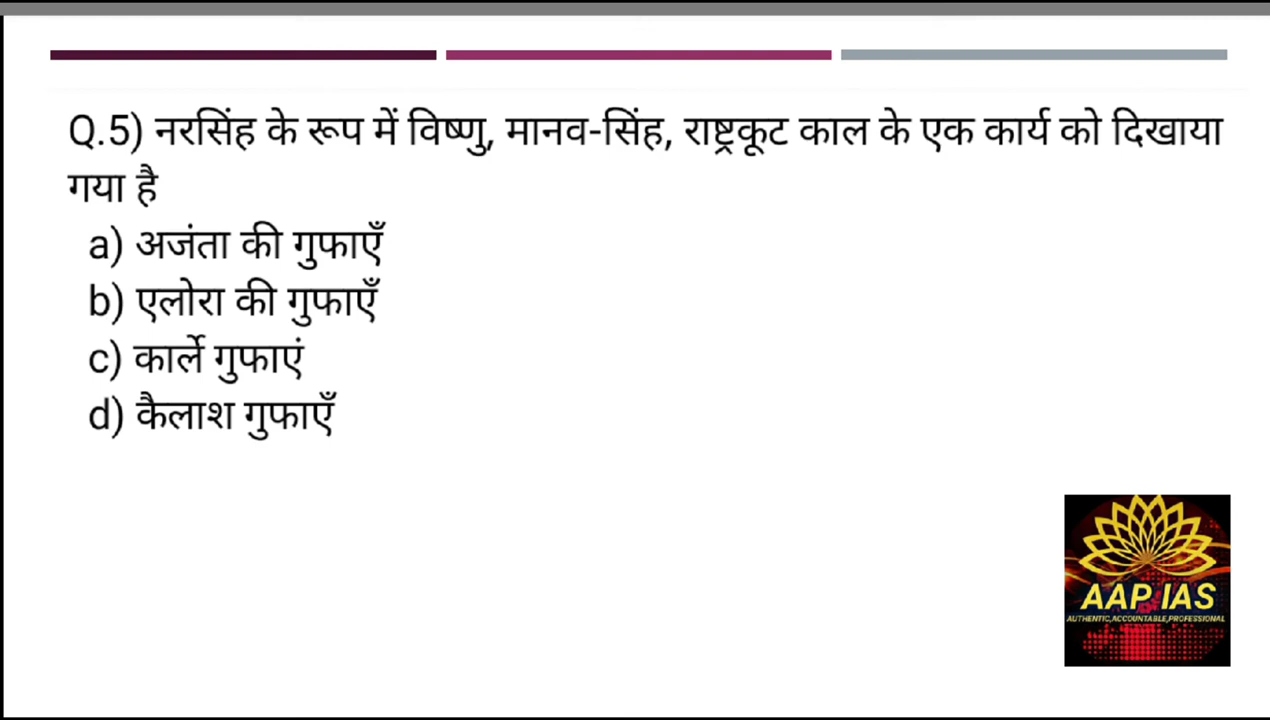 Q.5) नरसिंह के रूप में विष्णु, मानव-सिंह, राष्ट्रकूट काल के एक कार्य को दिखाया
गया है
a) अजंता की गुफाएँ
b) एलोरा की गुफाएँ
c) कार्ले गुफाएं
d) कैलाश गुफाएँ
AAP IAS
AUTHENTIC,ACCOUNTABLE,PROFESSIONAL